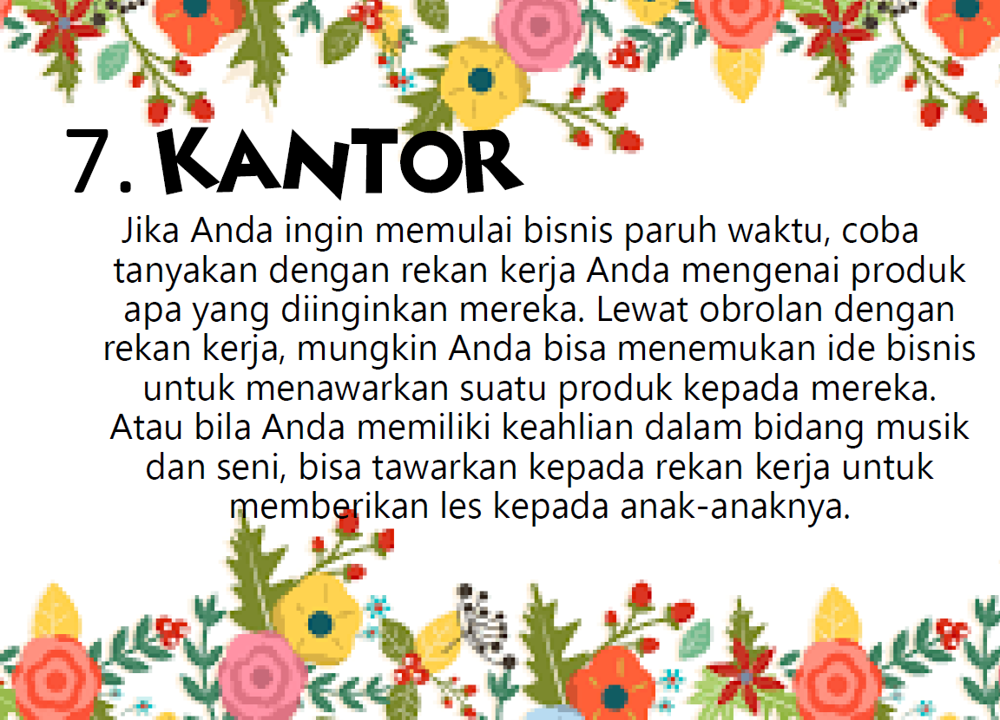 7. KANTOR
Jika Anda ingin memulai bisnis paruh waktu, coba
tanyakan dengan rekan kerja Anda mengenai produk
apa yang diinginkan mereka. Lewat obrolan dengan
rekan kerja, mungkin Anda bisa menemukan ide bisnis
untuk menawarkan suatu produk kepada mereka.
Atau bila Anda memiliki keahlian dalam bidang musik
dan seni, bisa tawarkan kepada rekan kerja untuk
memberikan les kepada anak-anaknya.